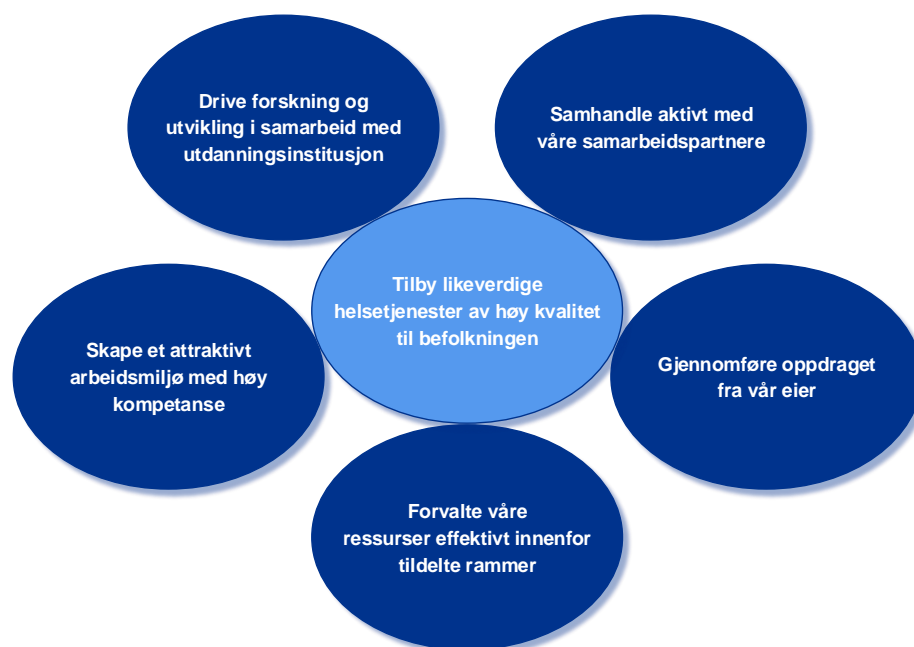 Drive forskning og
utvikling i samarbeid med
utdanningsinstitusjon
Samhandle aktivt med
våre samarbeidspartnere
Tilby likeverdige
helsetjenester av høy kvalitet
til befolkningen
Skape et attraktivt
arbeidsmiljø med høy
kompetanse
Gjennomføre oppdraget
fra vår eier
Forvalte våre
ressurser effektivt innenfor
tildelte rammer